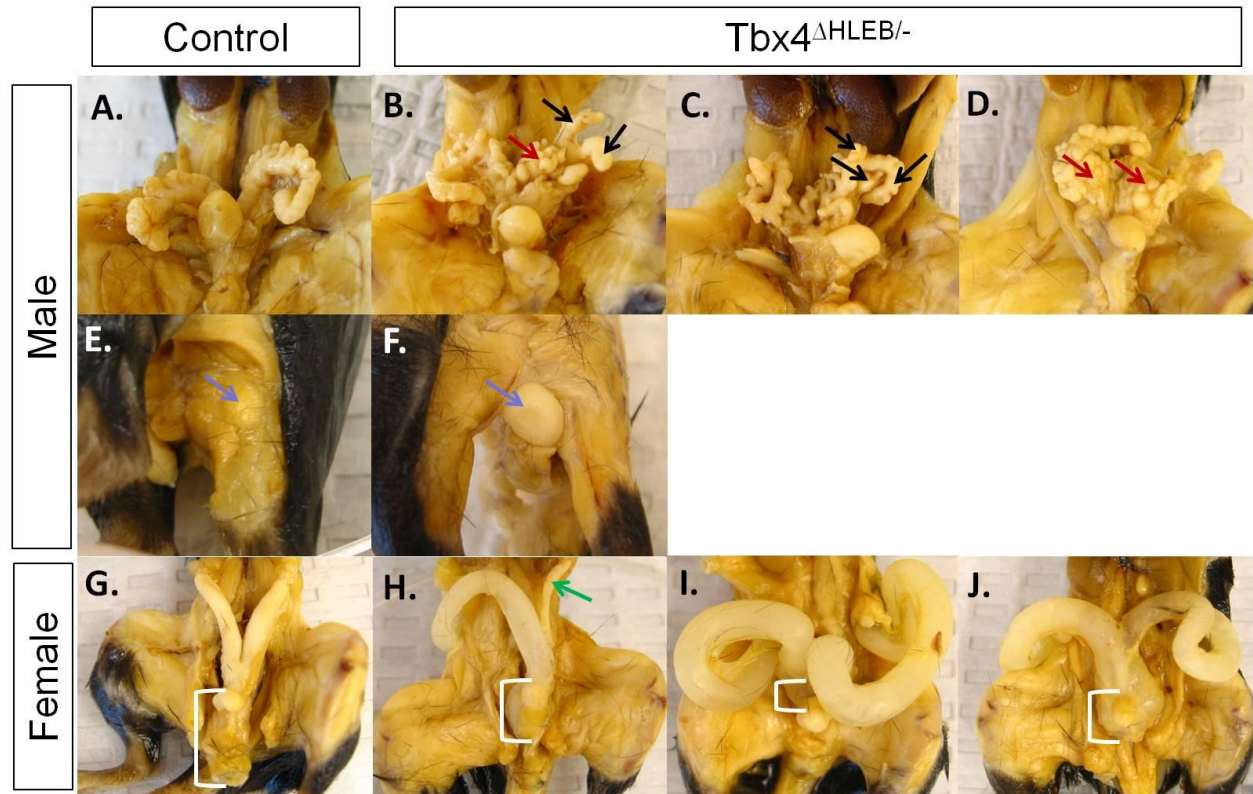 Control
Tbx4ΔHLEB/-
Male
A.
B.
C.
D.
E.
F.
Female
G.
H.
I.
J.